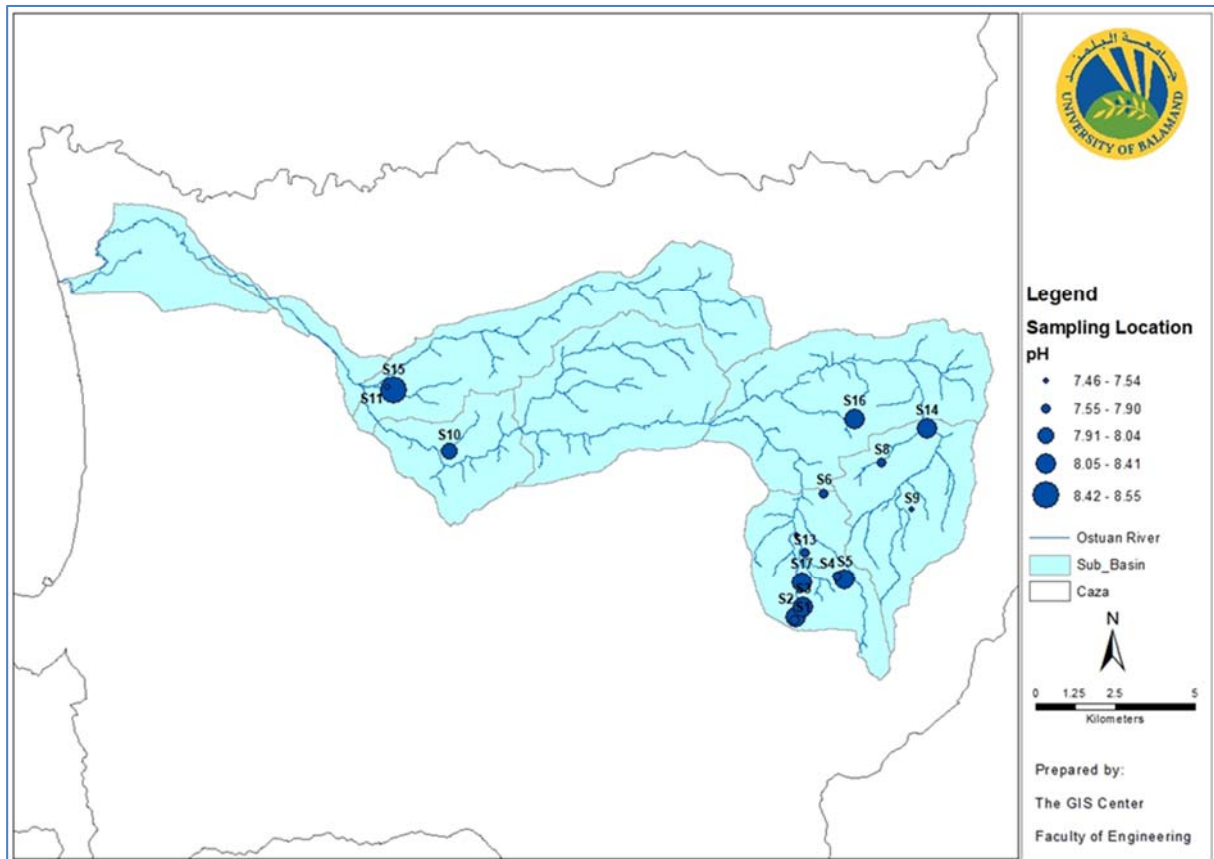 جامعة البلمند
UNIVERSITY OF BALAMAND
Legend
Sampling Location
pH
7.46 - 7.54
7.55 - 7.90
7.91 - 8.04
8.05 - 8.41
8.42 - 8.55
Ostuan River
Sub_Basin
Caza
N
0 1.25 2.5 5
Kilometers
Prepared by:
The GIS Center
Faculty of Engineering
S15
S11
S10
S16
S14
S8
S6
S9
S13
S4
S5
S17
S3
S2
S1